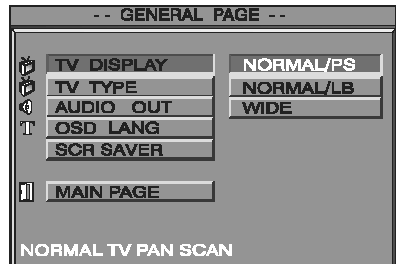 - - GENERAL PAGE - -
TV DISPLAY NORMAL/PS
TV TYPE NORMAL/LB
AUDIO OUT WIDE
T OSD LANG
SCR SAVER
MAIN PAGE
NORMAL TV PAN SCAN